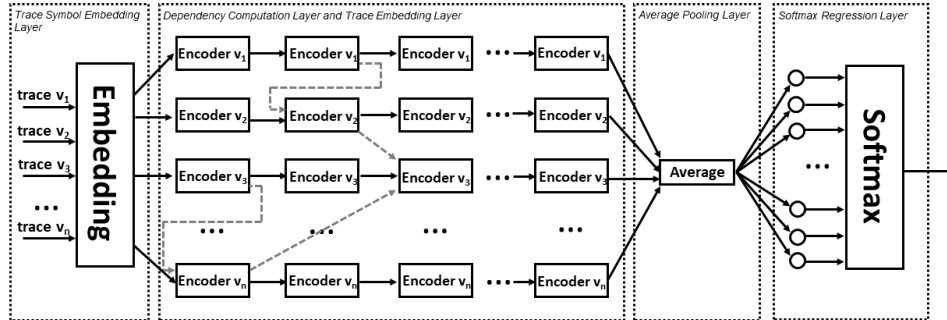 Trace Symbol Embedding Layer
Dependency Computation Layer and Trace Embedding Layer
Average Pooling Layer
Softmax Regression Layer
trace v1
trace v2
trace v3
...
trace vn
Embedding
Encoder v1 Encoder v1 Encoder v1 ... Encoder v1
Encoder v2 Encoder v2 Encoder v2 ... Encoder v2
Encoder v3 Encoder v3 Encoder v3 ... Encoder v3
... ... ... ...
Encoder vn Encoder vn Encoder vn ... Encoder vn
Average
...
Softmax